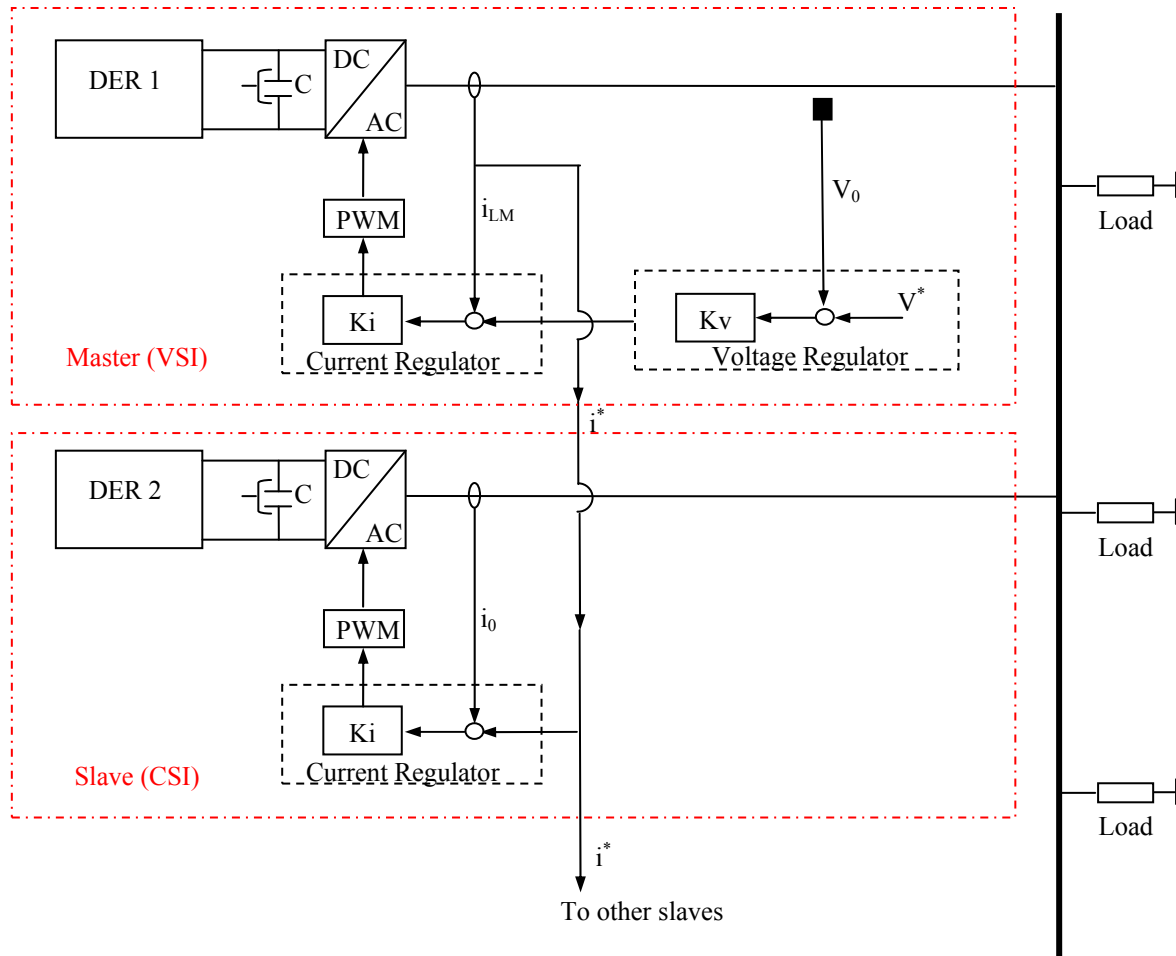 DER 1
C
DC
AC
PWM
i_LM
V_0
Load
Ki
Kv
V^*
Current Regulator
Voltage Regulator
Master (VSI)
i^*
DER 2
C
DC
AC
Load
PWM
i_0
Ki
Current Regulator
Slave (CSI)
Load
i^*
To other slaves